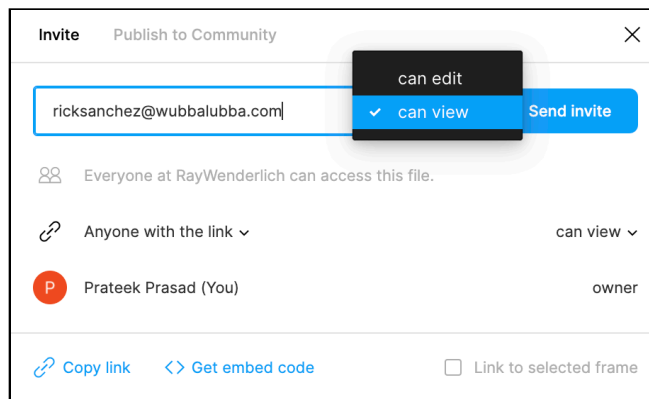 Invite Publish to Community
can edit
ricksanchez@wubbalubba.com can view Send invite
Everyone at RayWenderlich can access this file.
Anyone with the link can view
P Prateek Prasad (You) owner
Copy link Get embed code Link to selected frame